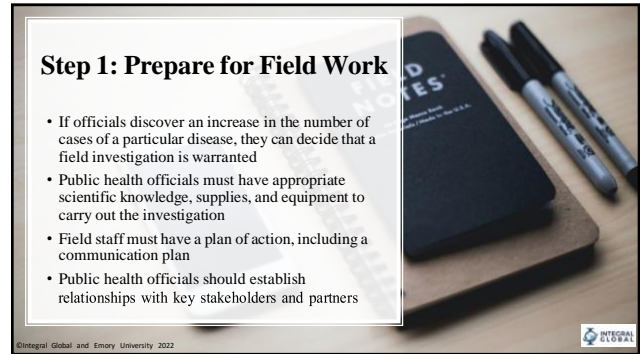 Step 1: Prepare for Field Work
• If officials discover an increase in the number of
cases of a particular disease, they can decide that a
field investigation is warranted
• Public health officials must have appropriate
scientific knowledge, supplies, and equipment to
carry out the investigation
• Field staff must have a plan of action, including a
communication plan
• Public health officials should establish
relationships with key stakeholders and partners
NOTES
©Integral Global and Emory University 2022
INTEGRAL
GLOBAL